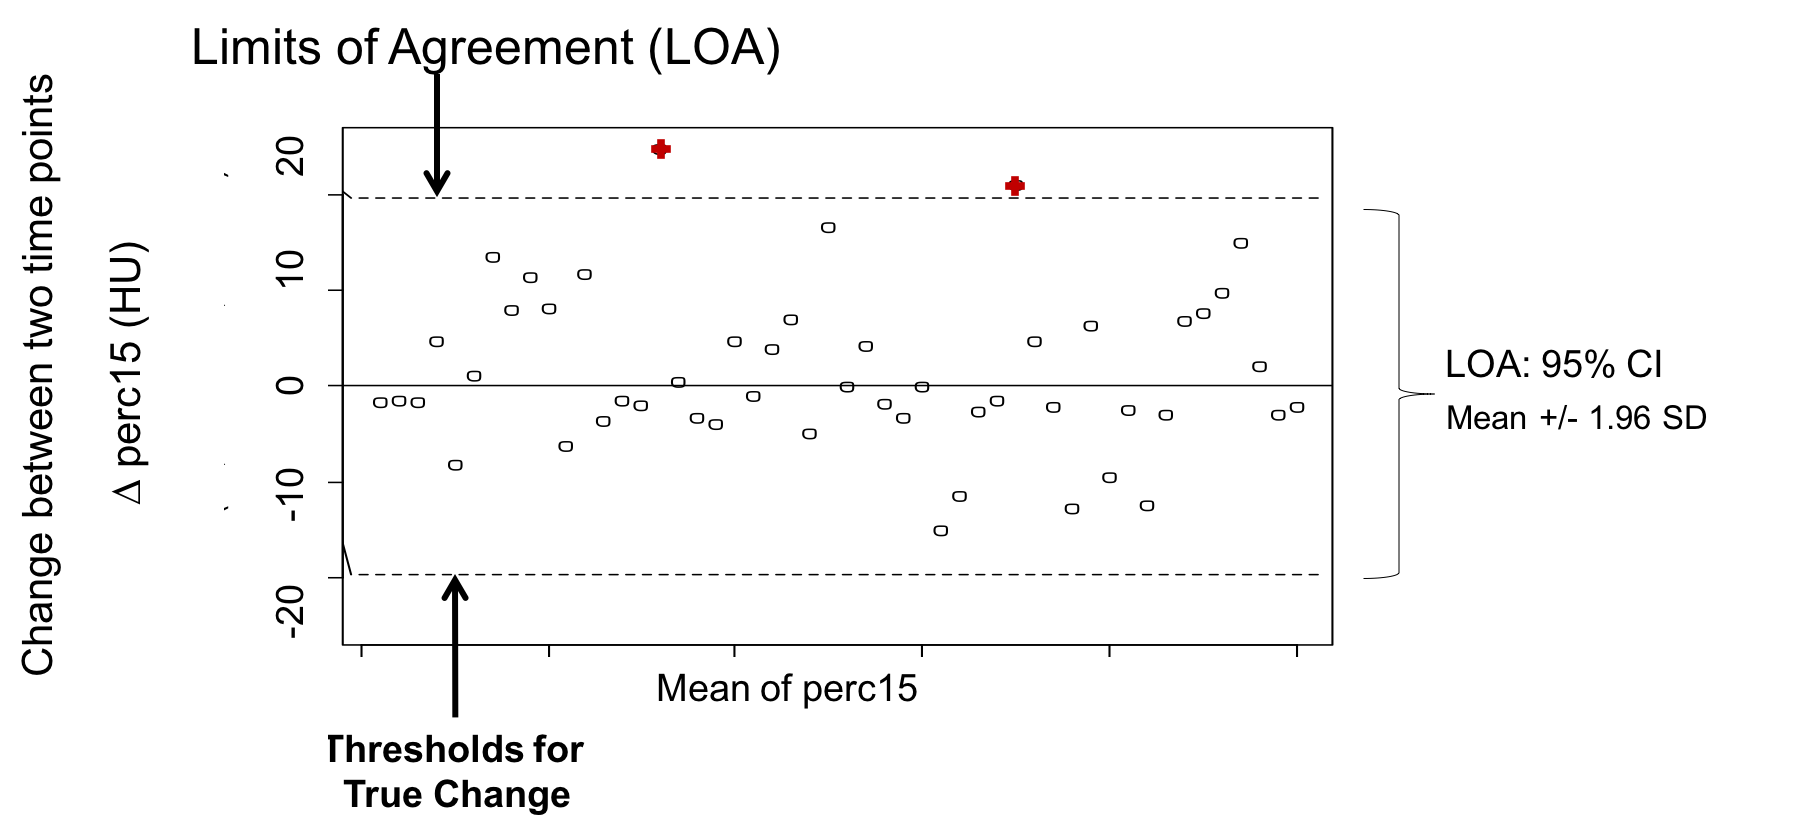 Limits of Agreement (LOA)
Change between two time points
Δ perc15 (HU)
20
10
0
-10
-20
LOA: 95% CI
Mean +/- 1.96 SD
Mean of perc15
Thresholds for
True Change